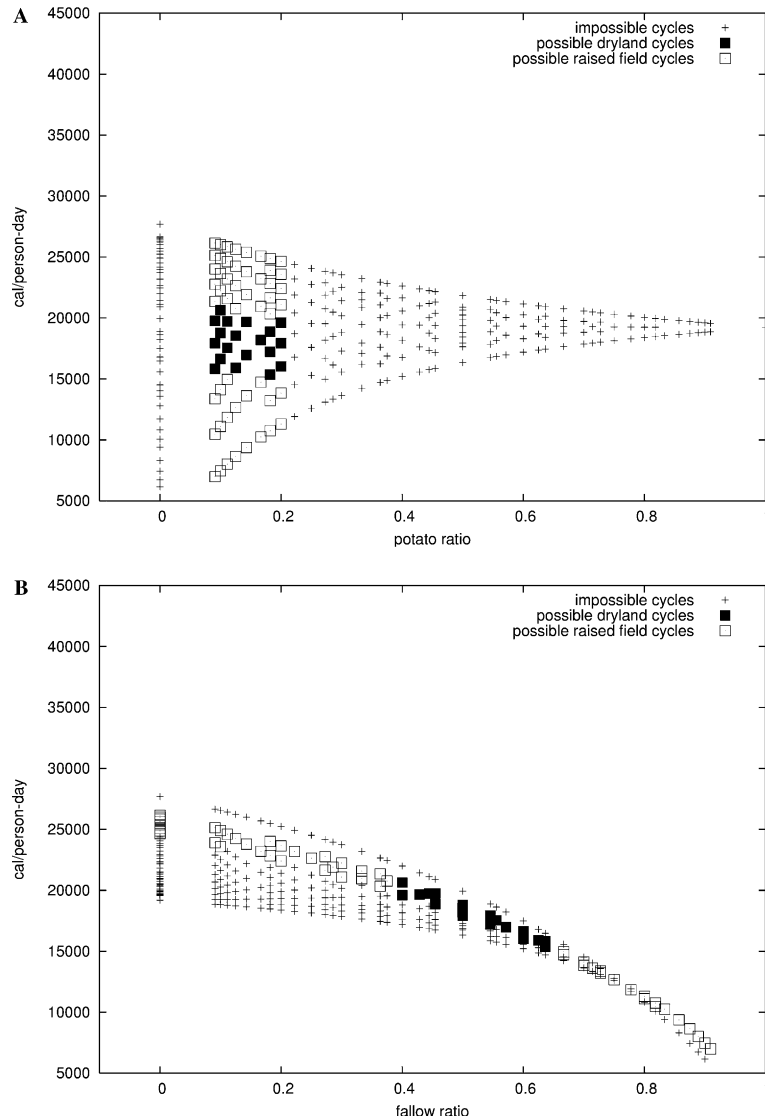 A
45000
40000
35000
30000
25000
20000
15000
10000
5000
cal/person-day
impossible cycles
possible dryland cycles
possible raised field cycles
0 0.2 0.4 0.6 0.8
potato ratio
B
45000
40000
35000
30000
25000
20000
15000
10000
5000
cal/person-day
impossible cycles
possible dryland cycles
possible raised field cycles
0 0.2 0.4 0.6 0.8
fallow ratio